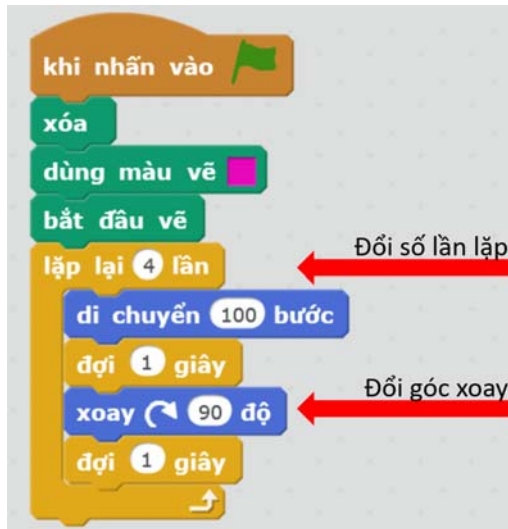 khi nhấn vào
xóa
dùng màu vẽ
bắt đầu vẽ
Đổi số lần lặp
lặp lại 4 lần
di chuyển 100 bước
đợi 1 giây
Đổi góc xoay
xoay 90 độ
đợi 1 giây